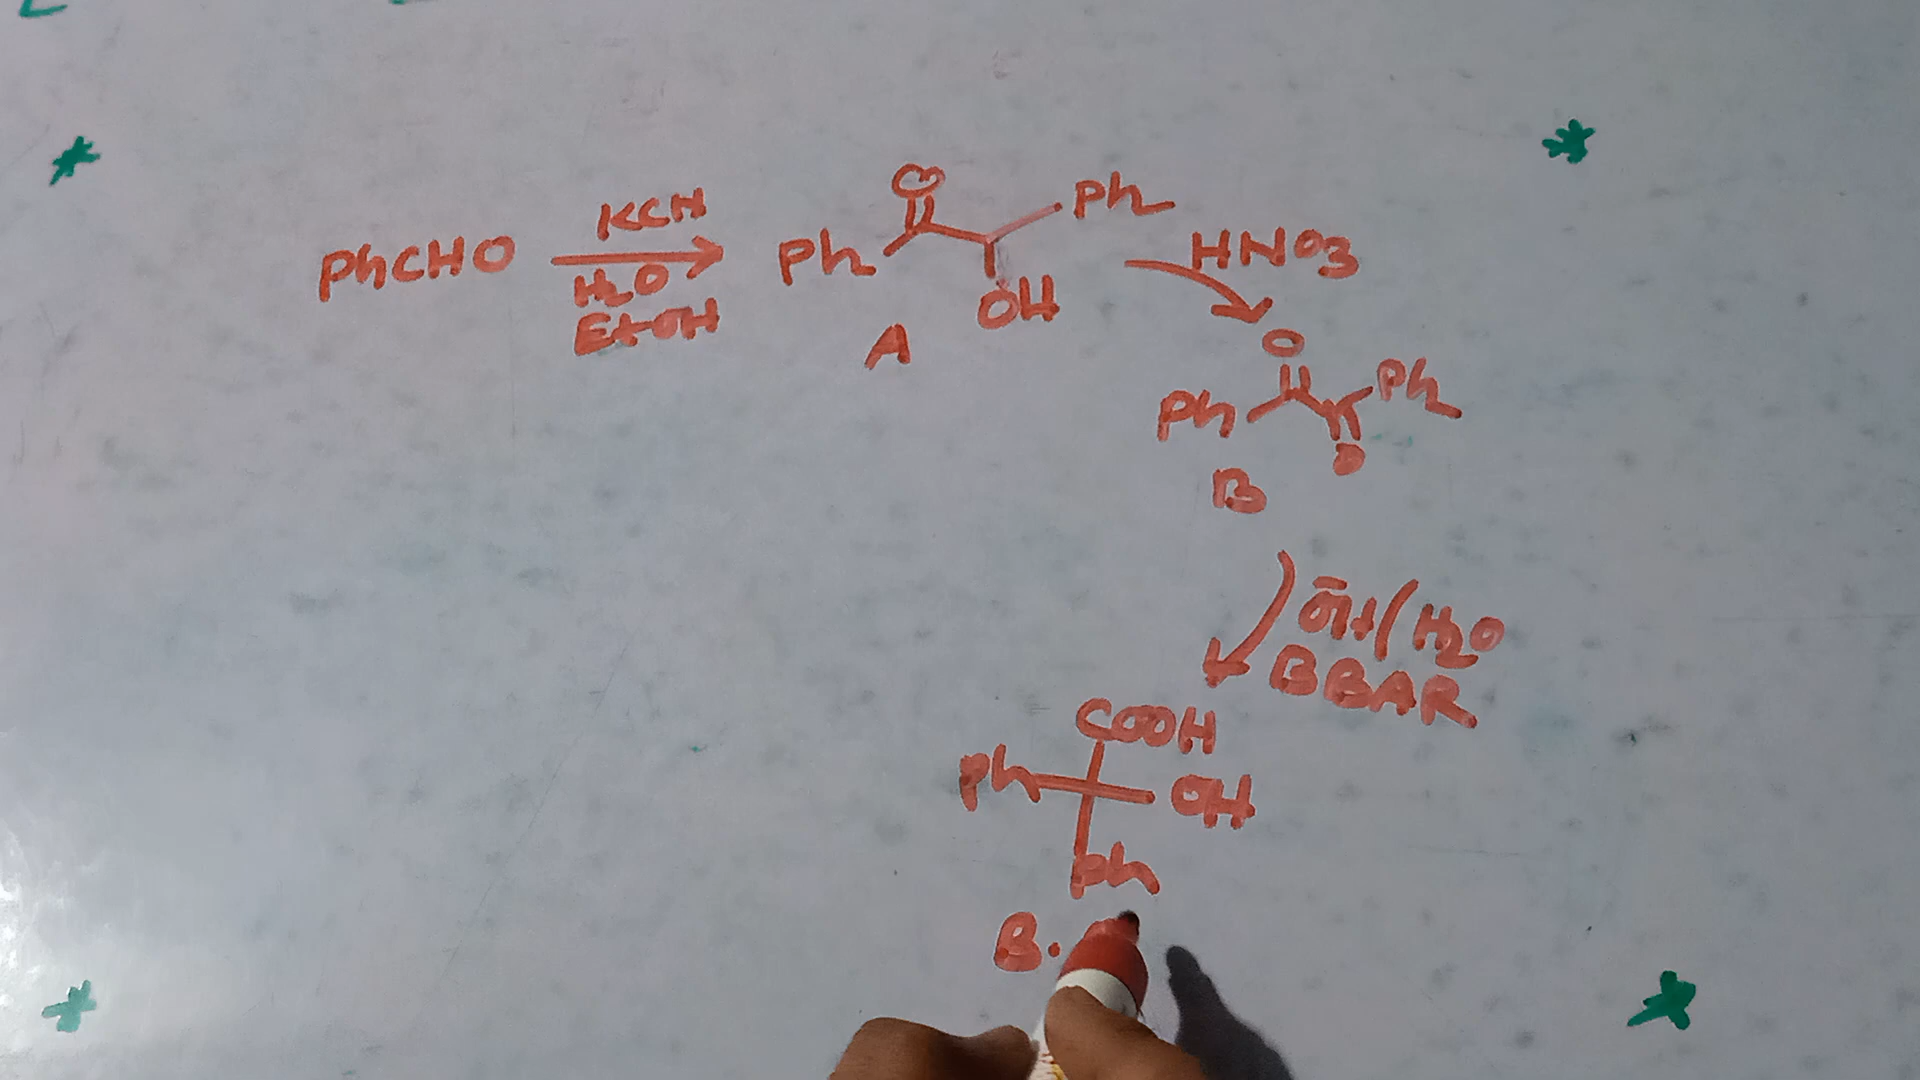 PhCHO
KCN
H2O
EtOH
O
Ph
Ph
OH
A
HNO3
O
Ph
Ph
O
B
OH/H2O
BBAR
COOH
Ph
OH
Ph
B.